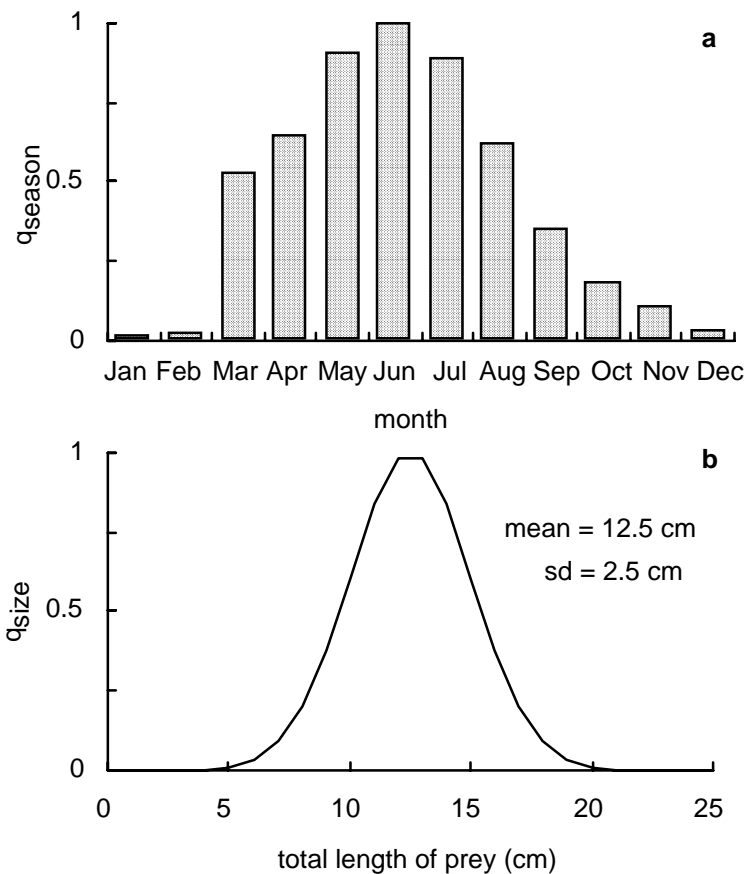 1
a
0.5
qseason
0
Jan Feb Mar Apr May Jun Jul Aug Sep Oct Nov Dec
month
1
b
mean = 12.5 cm
sd = 2.5 cm
0.5
qsize
0
0 5 10 15 20 25
total length of prey (cm)